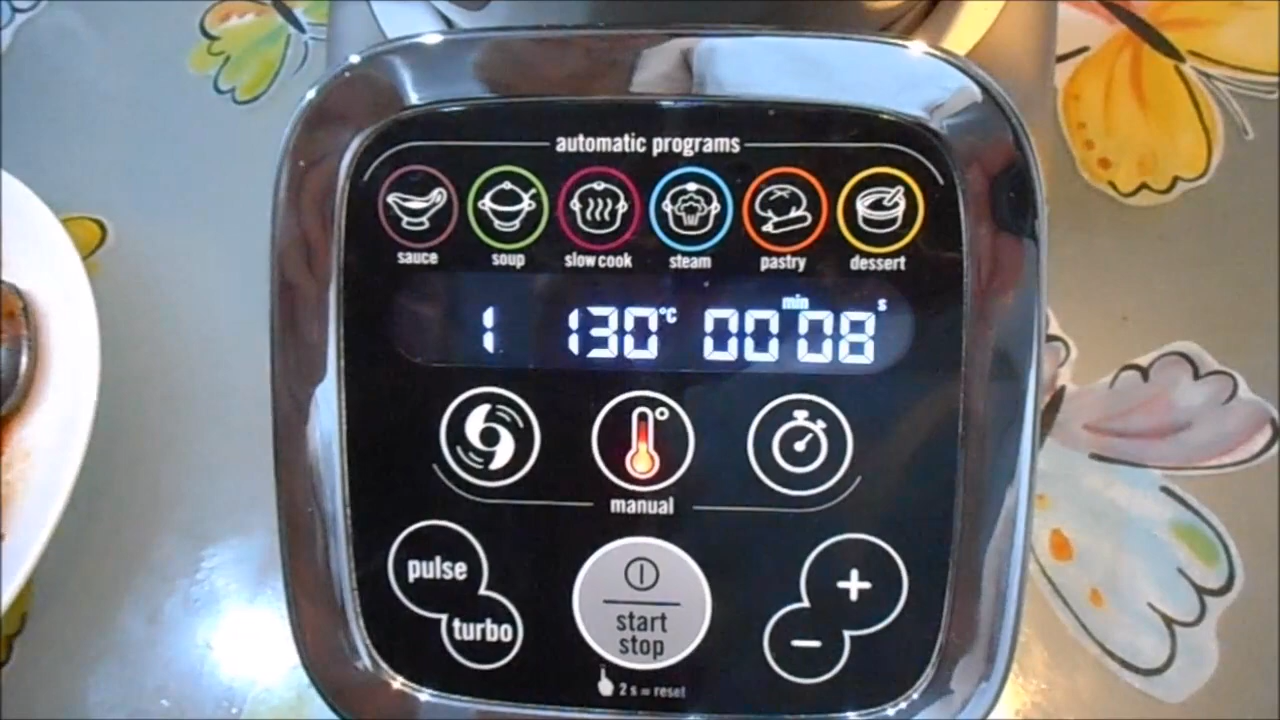 automatic programs
sauce soup slow cook steam pastry dessert
min s
1 130°C 00 08
manual
pulse
turbo
start
stop
+
-
2 s = reset